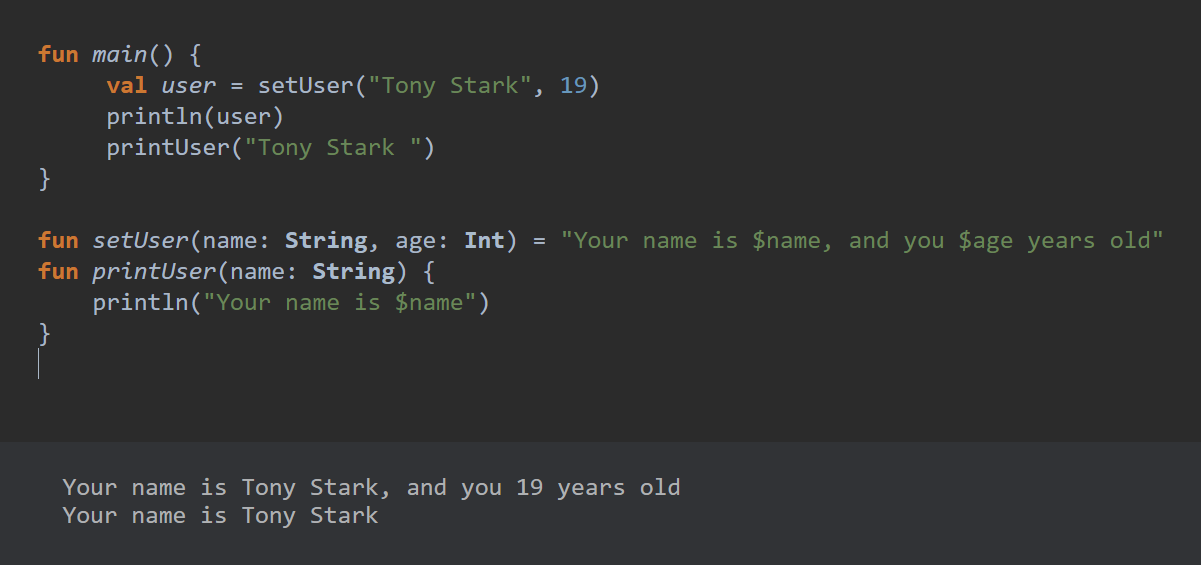 fun main() {
     val user = setUser("Tony Stark", 19)
     println(user)
     printUser("Tony Stark ")
}
fun setUser(name: String, age: Int) = "Your name is $name, and you $age years old"
fun printUser(name: String) {
    println("Your name is $name")
}
Your name is Tony Stark, and you 19 years old
Your name is Tony Stark